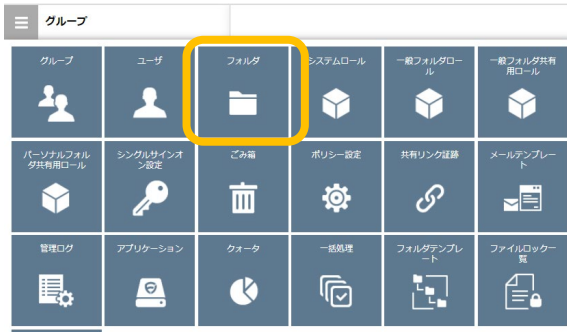 グループ
グループ
ユーザ
フォルダ
システムロール
一般フォルダロー
ル
一般フォルダ共有
用ロール
パーソナルフォル
ダ共有用ロール
シングルサインオ
ン設定
ごみ箱
ポリシー設定
共有リンク証跡
メールテンプレー
ト
管理ログ
アプリケーション
クォータ
一括処理
フォルダテンプレ
ート
ファイルロック一
覧